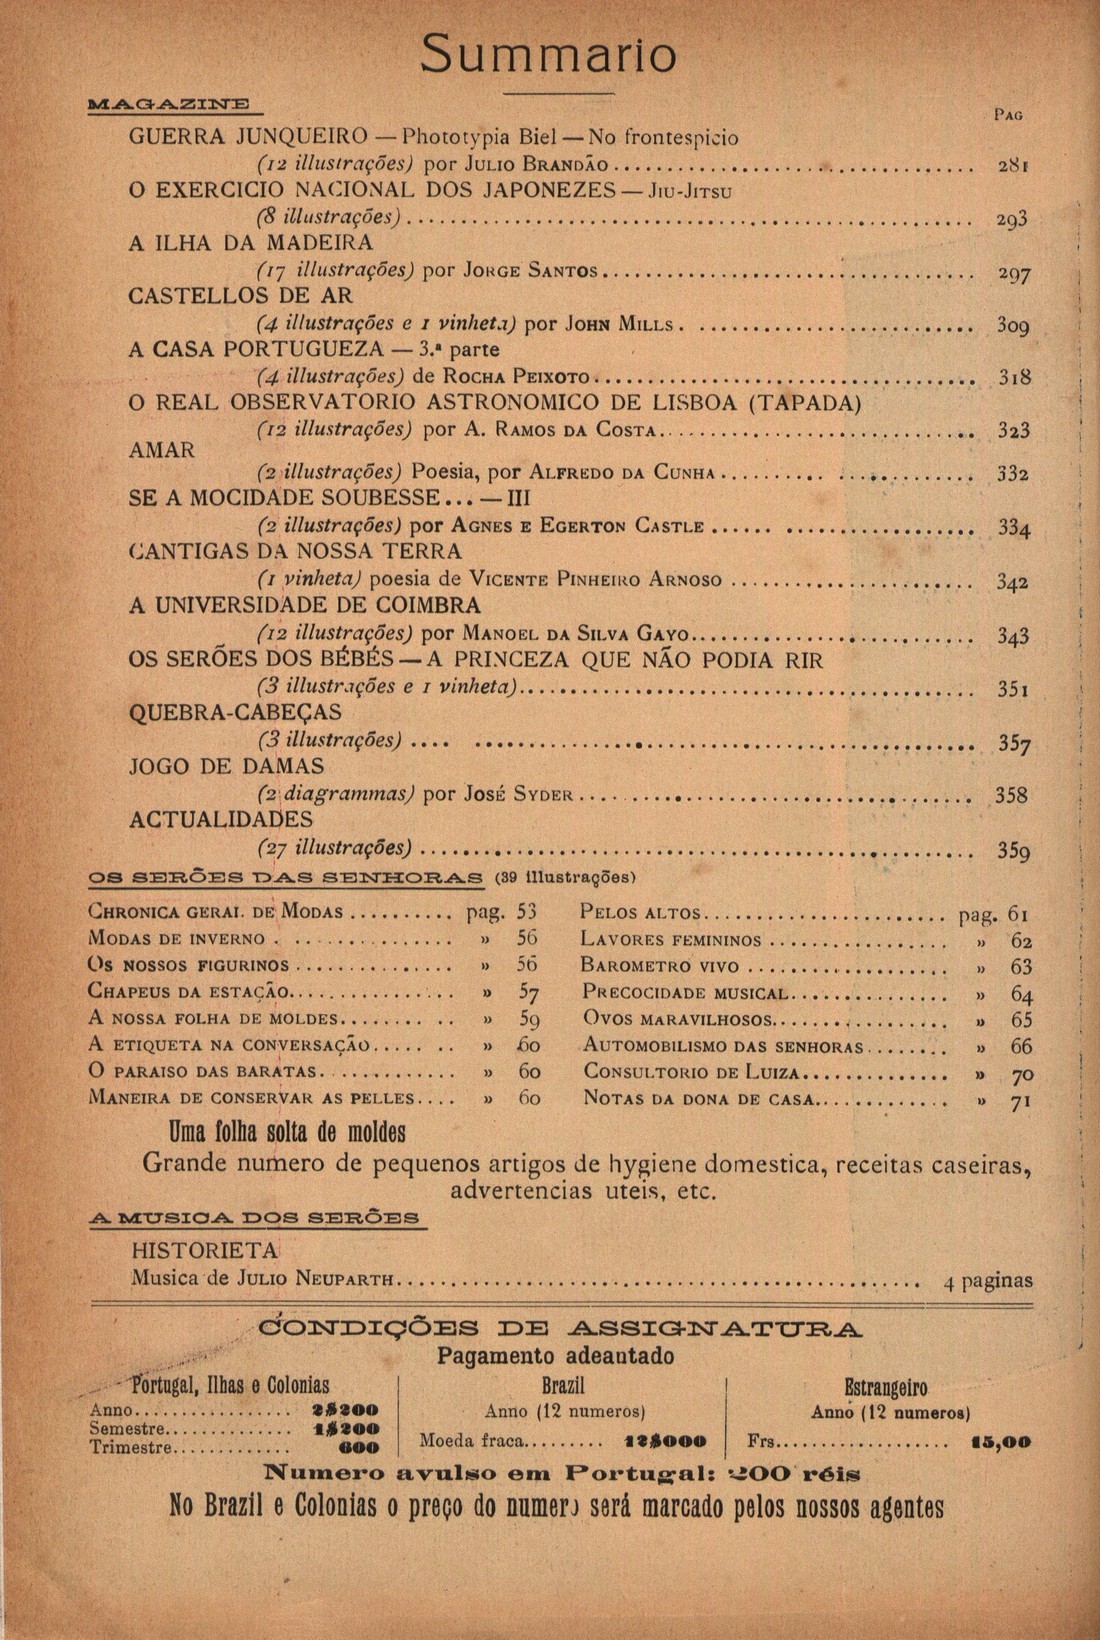 Summario
MAGAZINE
PAG
GUERRA JUNQUEIRO — Phototypia Biel — No frontespicio
(12 illustrações) por JULIO BRANDÃO........ 281
O EXERCICIO NACIONAL DOS JAPONEZES — JIU-JITSU
(8 illustrações)........ 293
A ILHA DA MADEIRA
(17 illustrações) por JORGE SANTOS........ 297
CASTELLOS DE AR
(4 illustrações e 1 vinheta) por JOHN MILLS........ 309
A CASA PORTUGUEZA — 3.ª parte
(4 illustrações) de ROCHA PEIXOTO........ 318
O REAL OBSERVATORIO ASTRONOMICO DE LISBOA (TAPADA)
(12 illustrações) por A. RAMOS DA COSTA........ 323
AMAR
(2 illustrações) Poesia, por ALFREDO DA CUNHA........ 332
SE A MOCIDADE SOUBESSE... — III
(2 illustrações) por AGNES E EGERTON CASTLE........ 334
CANTIGAS DA NOSSA TERRA
(1 vinheta) poesia de VICENTE PINHEIRO ARNOSO........ 342
A UNIVERSIDADE DE COIMBRA
(12 illustrações) por MANOEL DA SILVA GAYO........ 343
OS SERÕES DOS BÉBÉS — A PRINCEZA QUE NÃO PODIA RIR
(3 illustrações e 1 vinheta)........ 351
QUEBRA-CABEÇAS
(3 illustrações)........ 357
JOGO DE DAMAS
(2 diagrammas) por JOSÉ SYDER........ 358
ACTUALIDADES
(27 illustrações)........ 359
OS SERÕES DAS SENHORAS (39 illustrações)
CHRONICA GERAL DE MODAS.......... pag. 53
MODAS DE INVERNO.......... » 56
OS NOSSOS FIGURINOS.......... » 56
CHAPEUS DA ESTAÇÃO.......... » 57
A NOSSA FOLHA DE MOLDES.......... » 59
A ETIQUETA NA CONVERSAÇÃO.......... » 60
O PARAISO DAS BARATAS.......... » 60
MANEIRA DE CONSERVAR AS PELLES.... » 60
PELOS ALTOS.......... pag. 61
LAVORES FEMININOS.......... » 62
BAROMETRO VIVO.......... » 63
PRECOCIDADE MUSICAL.......... » 64
OVOS MARAVILHOSOS.......... » 65
AUTOMOBILISMO DAS SENHORAS........ » 66
CONSULTORIO DE LUIZA.......... » 70
NOTAS DA DONA DE CASA.......... » 71
Uma folha solta de moldes
Grande numero de pequenos artigos de hygiene domestica, receitas caseiras,
advertencias uteis, etc.
A MUSICA DOS SERÕES
HISTORIETA
Musica de JULIO NEUPARTH........ 4 paginas
CONDIÇÕES DE ASSIGNATURA
Pagamento adeantado
Portugal, Ilhas e Colonias
Anno.......... 2$200
Semestre.......... 1$200
Trimestre.......... 600
Brazil
Anno (12 numeros)
Moeda fraca......... 12$000
Estrangeiro
Anno (12 numeros)
Frs.......... 15,00
Numero avulso em Portugal: 200 réis
No Brazil e Colonias o preço do numero será marcado pelos nossos agentes